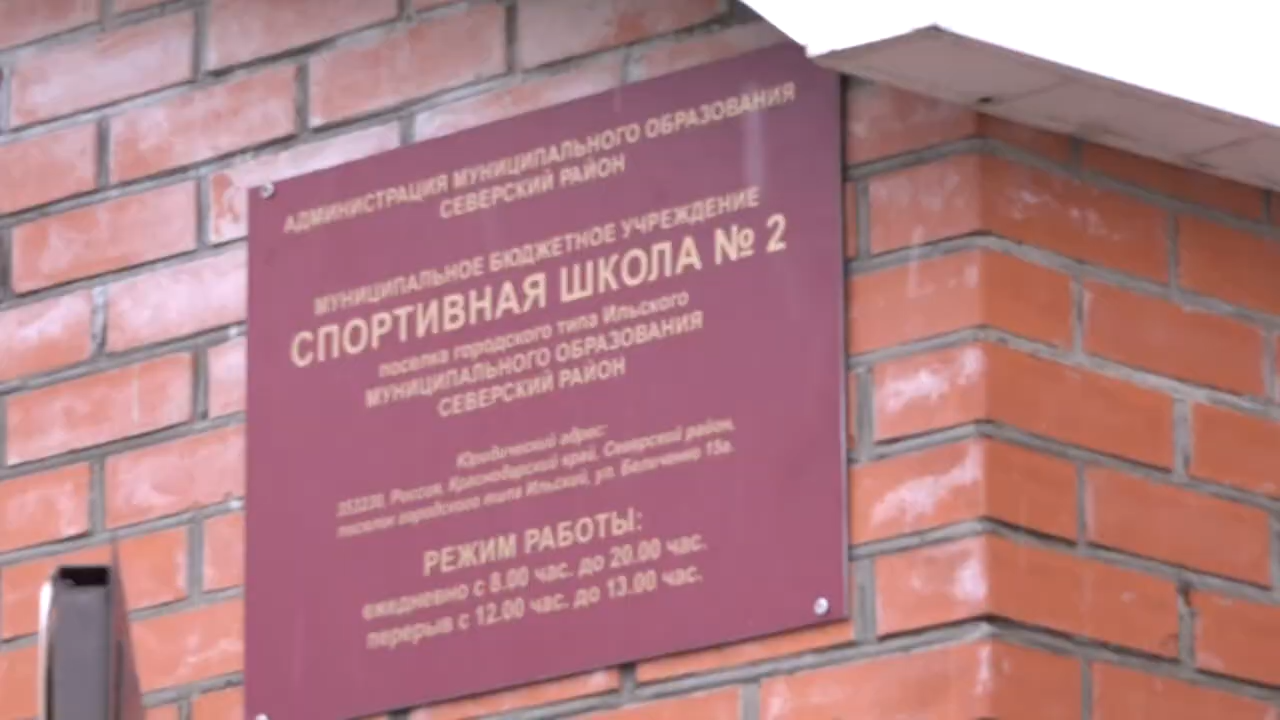 АДМИНИСТРАЦИЯ МУНИЦИПАЛЬНОГО ОБРАЗОВАНИЯ
СЕВЕРСКИЙ РАЙОН
МУНИЦИПАЛЬНОЕ БЮДЖЕТНОЕ УЧРЕЖДЕНИЕ
СПОРТИВНАЯ ШКОЛА № 2
поселка городского типа Ильского
МУНИЦИПАЛЬНОГО ОБРАЗОВАНИЯ
СЕВЕРСКИЙ РАЙОН
Юридический адрес:
353230, Россия, Краснодарский край, Северский район,
поселок городского типа Ильский, ул.
РЕЖИМ РАБОТЫ:
ежедневно с 8.00 час. до 20.00 час.
перерыв с 12.00 час. до 13.00 час.